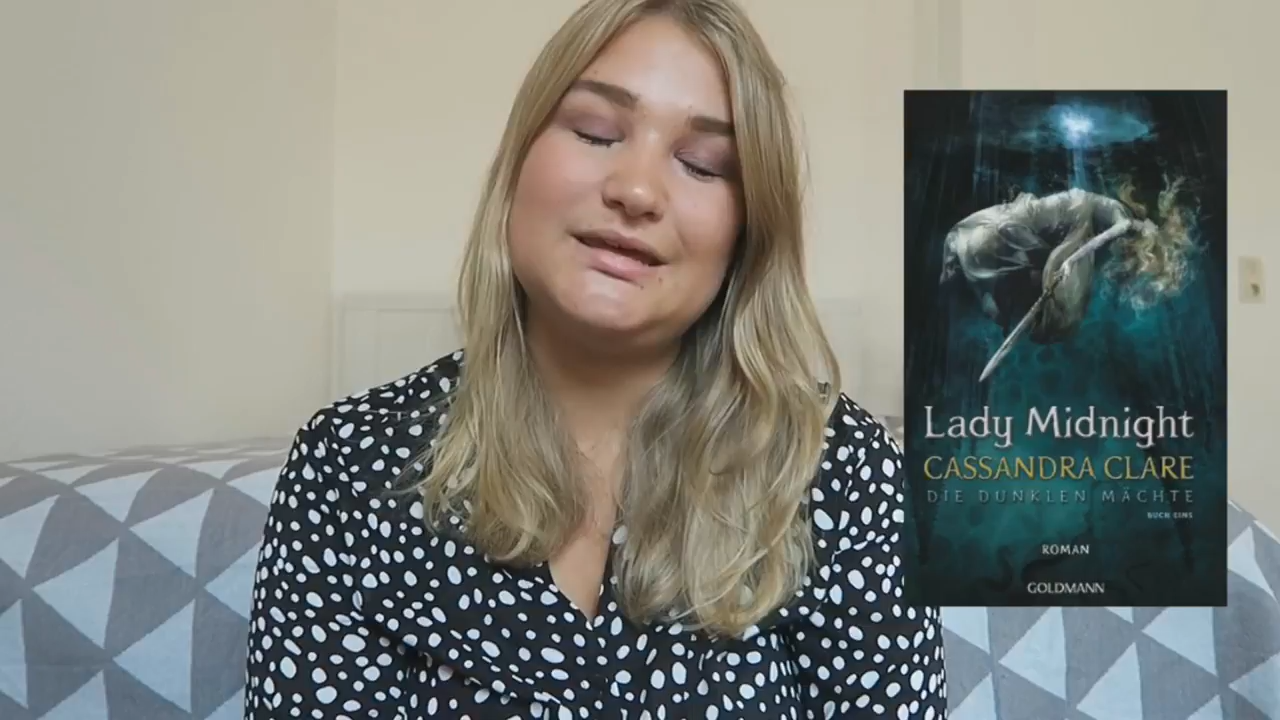 Lady Midnight
CASSANDRA CLARE
DIE DUNKLEN MÄCHTE
BUCH EINS
ROMAN
GOLDMANN